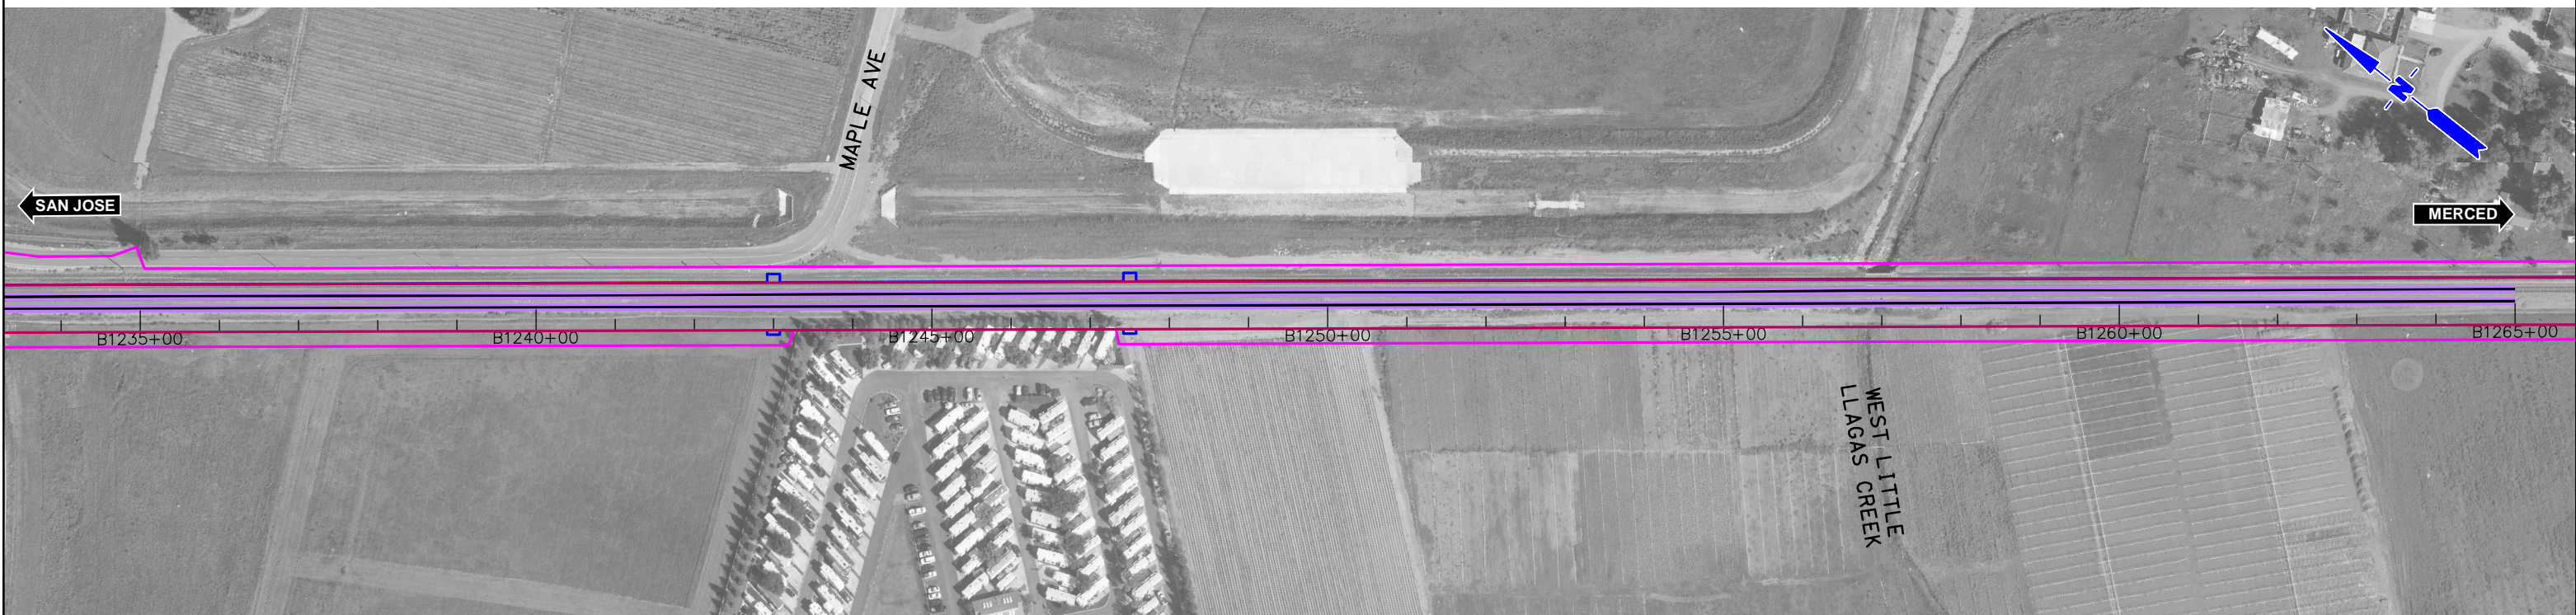 MAPLE AVE
N
SAN JOSE
MERCED
B1235+00
B1240+00
B1245+00
B1250+00
B1255+00
B1260+00
B1265+00
WEST LITTLE
LLAGAS CREEEK